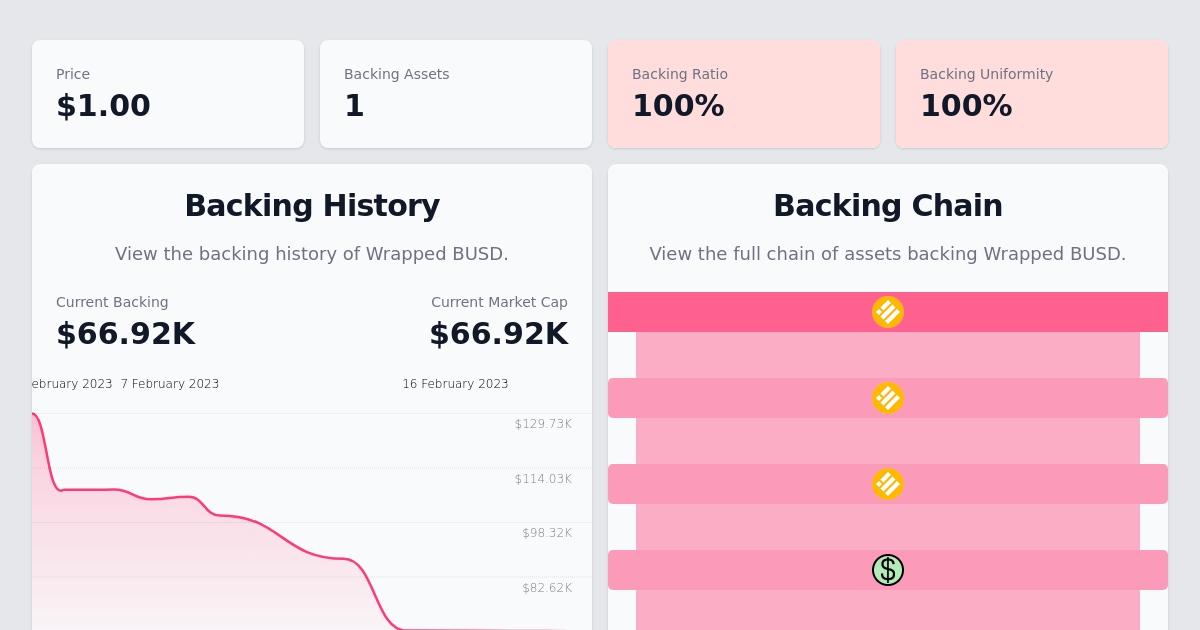 Price
$1.00
Backing Assets
1
Backing Ratio
100%
Backing Uniformity
100%
Backing History
View the backing history of Wrapped BUSD.
Current Backing
$66.92K
Current Market Cap
$66.92K
ebruary 2023 7 February 2023 16 February 2023
$129.73K
$114.03K
$98.32K
$82.62K
Backing Chain
View the full chain of assets backing Wrapped BUSD.
$